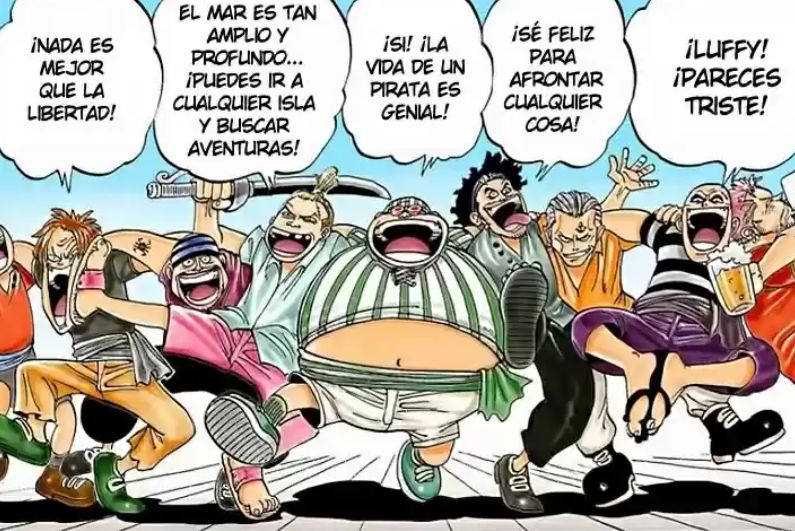 ¡NADA ES
MEJOR
QUE LA
LIBERTAD!
EL MAR ES TAN
AMPLIO Y
PROFUNDO...
¡PUEDES IR A
CUALQUIER ISLA
Y BUSCAR
AVENTURAS!
¡SI! ¡LA
VIDA DE UN
PIRATA ES
GENIAL!
¡SÉ FELIZ
PARA
AFRONTAR
CUALQUIER
COSA!
¡LUFFY!
¡PARECES
TRISTE!